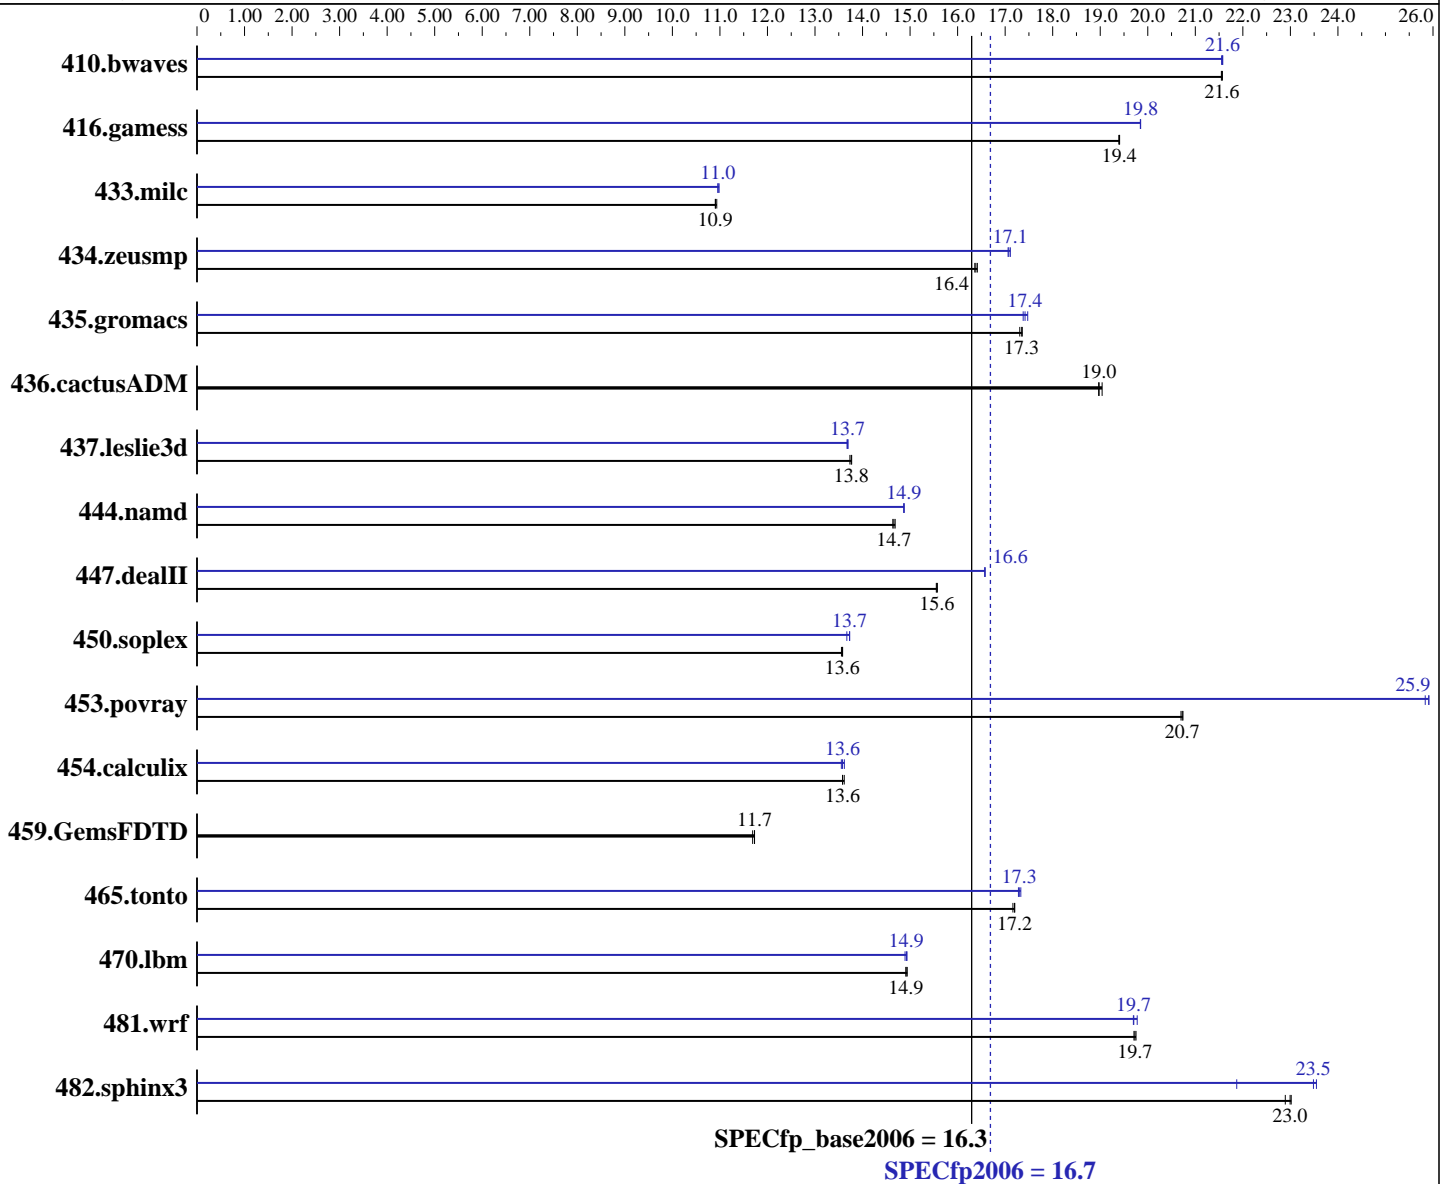 0 1.00 2.00 3.00 4.00 5.00 6.00 7.00 8.00 9.00 10.0 11.0 12.0 13.0 14.0 15.0 16.0 17.0 18.0 19.0 20.0 21.0 22.0 23.0 24.0 26.0
410.bwaves
21.6
21.6
416.gamess
19.8
19.4
433.milc
11.0
10.9
434.zeusmp
17.1
16.4
435.gromacs
17.4
17.3
436.cactusADM
19.0
437.leslie3d
13.7
13.8
444.namd
14.9
14.7
447.dealII
16.6
15.6
450.soplex
13.7
13.6
453.povray
25.9
20.7
454.calculix
13.6
13.6
459.GemsFDTD
11.7
465.tonto
17.3
17.2
470.lbm
14.9
14.9
481.wrf
19.7
19.7
482.sphinx3
23.5
23.0
SPECfp_base2006 = 16.3
SPECfp2006 = 16.7